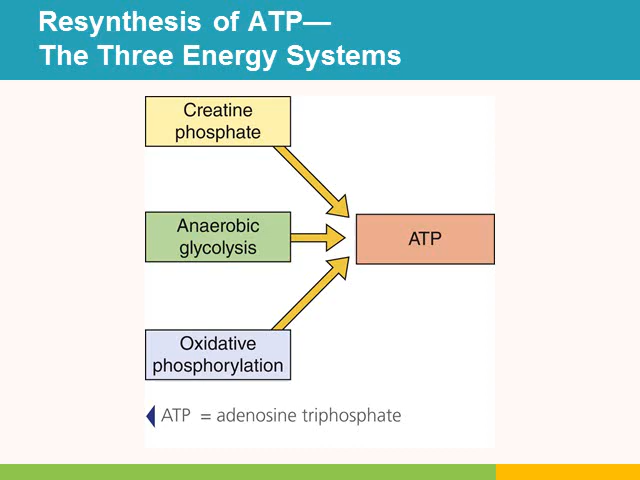 Resynthesis of ATP—
The Three Energy Systems
Creatine
phosphate
Anaerobic
glycolysis
ATP
Oxidative
phosphorylation
ATP = adenosine triphosphate